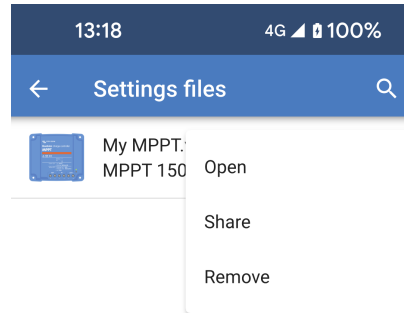 13:18 4G 100%
Settings files
My MPPT.
MPPT 150
Open
Share
Remove